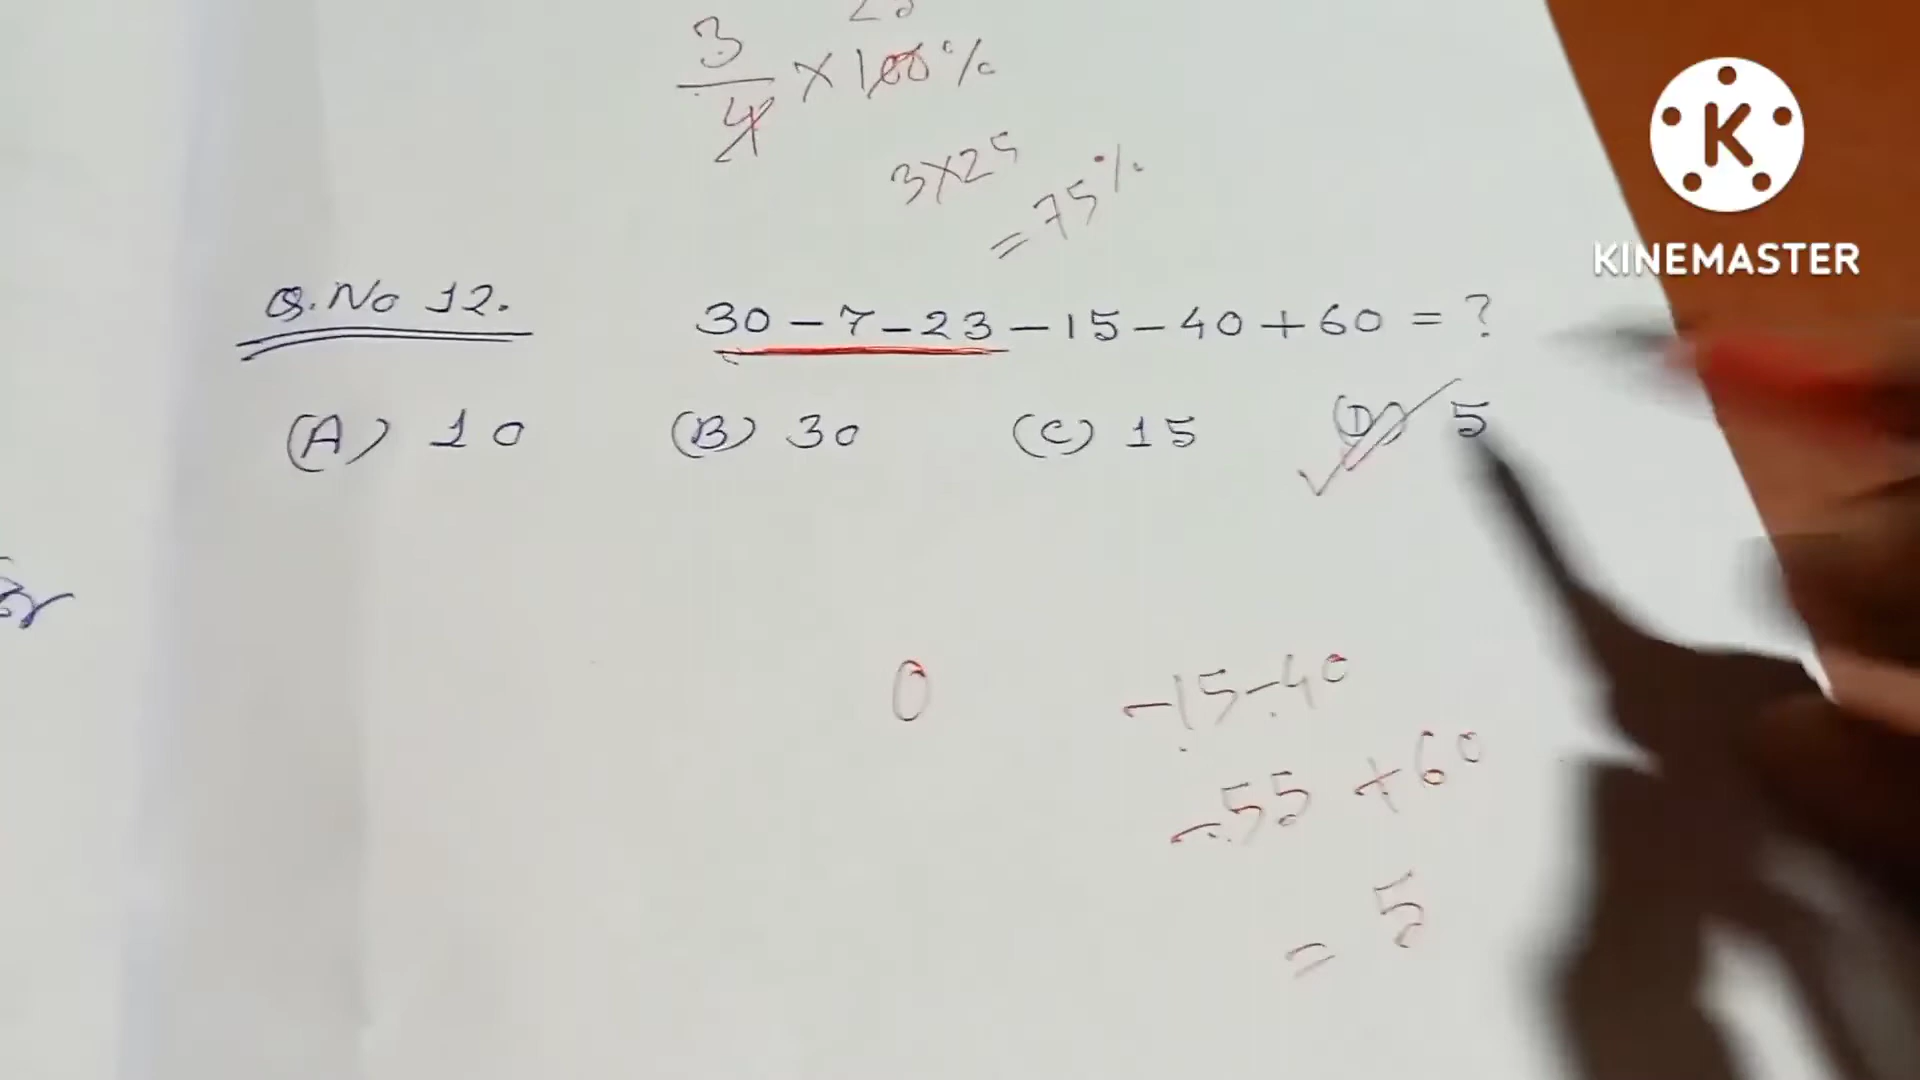 3/4 × 100%
3×25
= 75%
Q.No 12. 30 - 7 - 23 - 15 - 40 + 60 = ?
(A) 10 (B) 30 (C) 15 (D) 5
0 -15-40
-55 +60
= 5
K
KINEMASTER